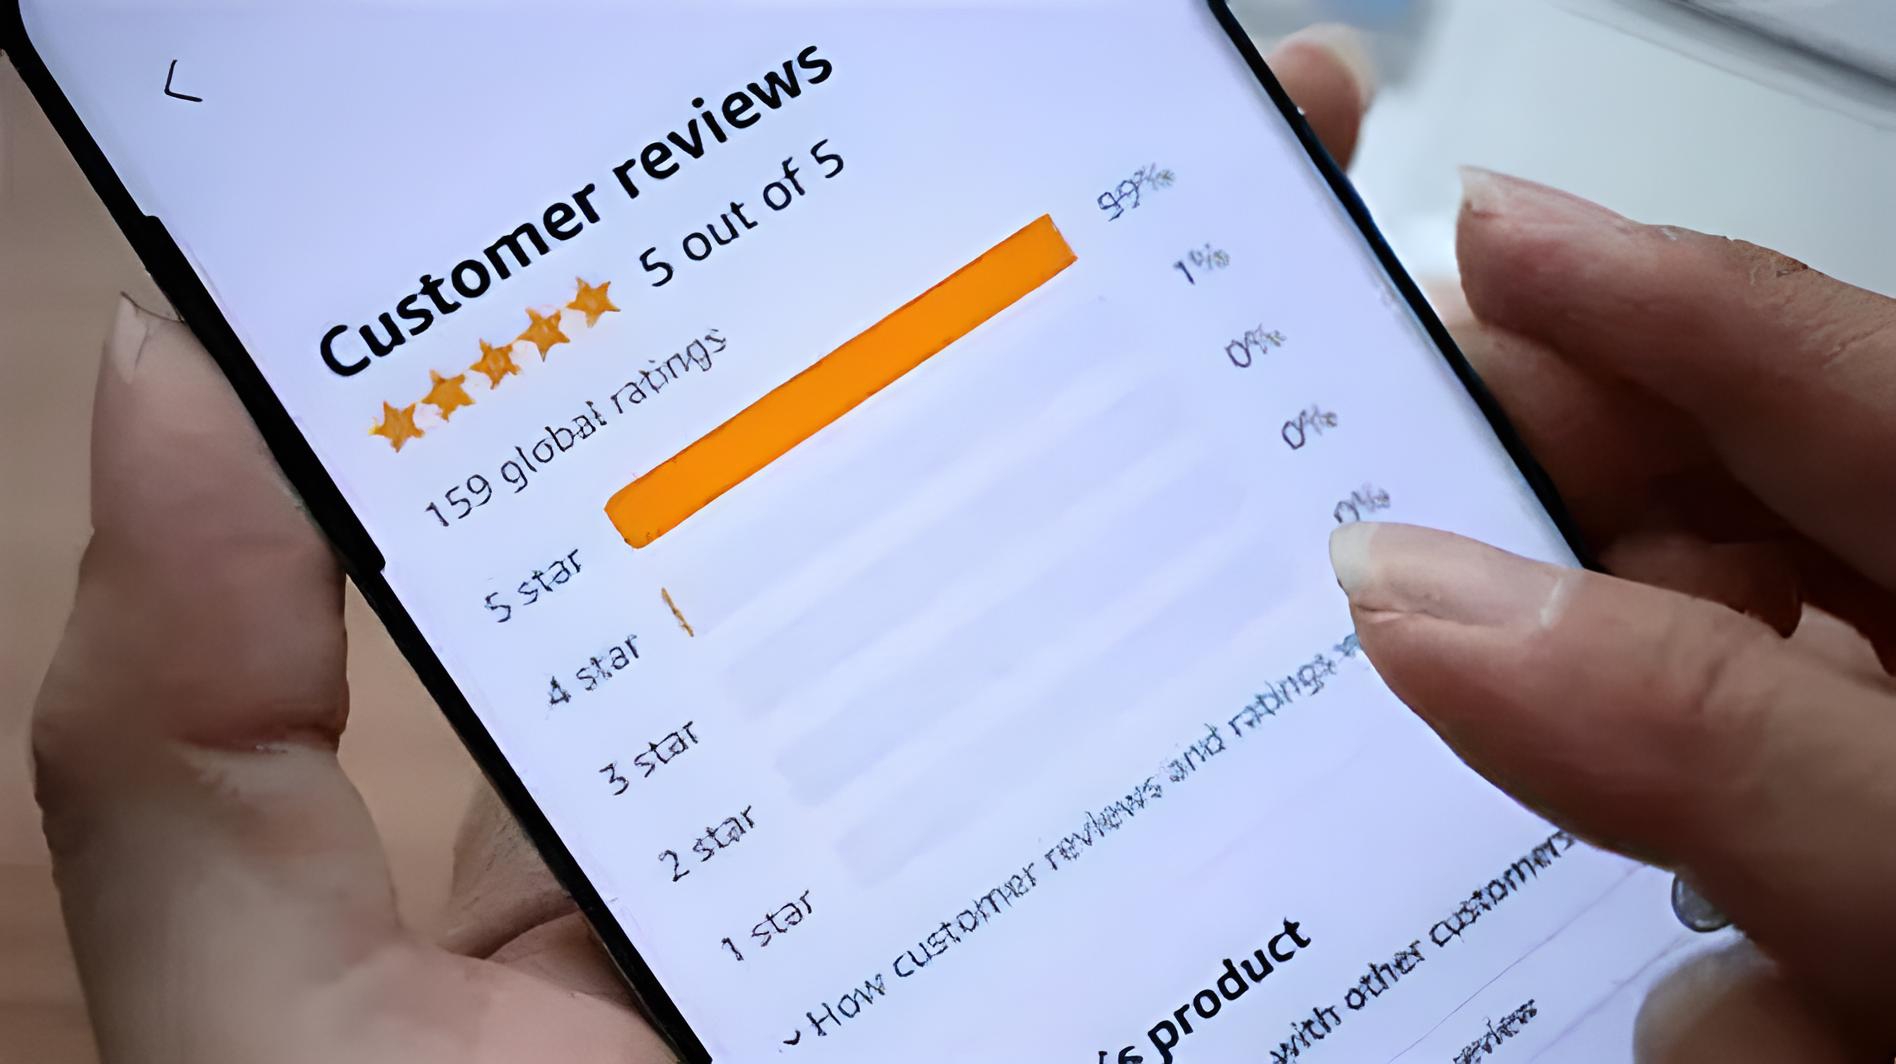 Customer reviews
5 out of 5
159 global ratings
5 star 99%
4 star 1%
3 star 0%
2 star 0%
1 star 0%
How customer reviews and ratings
product
with other customers
review